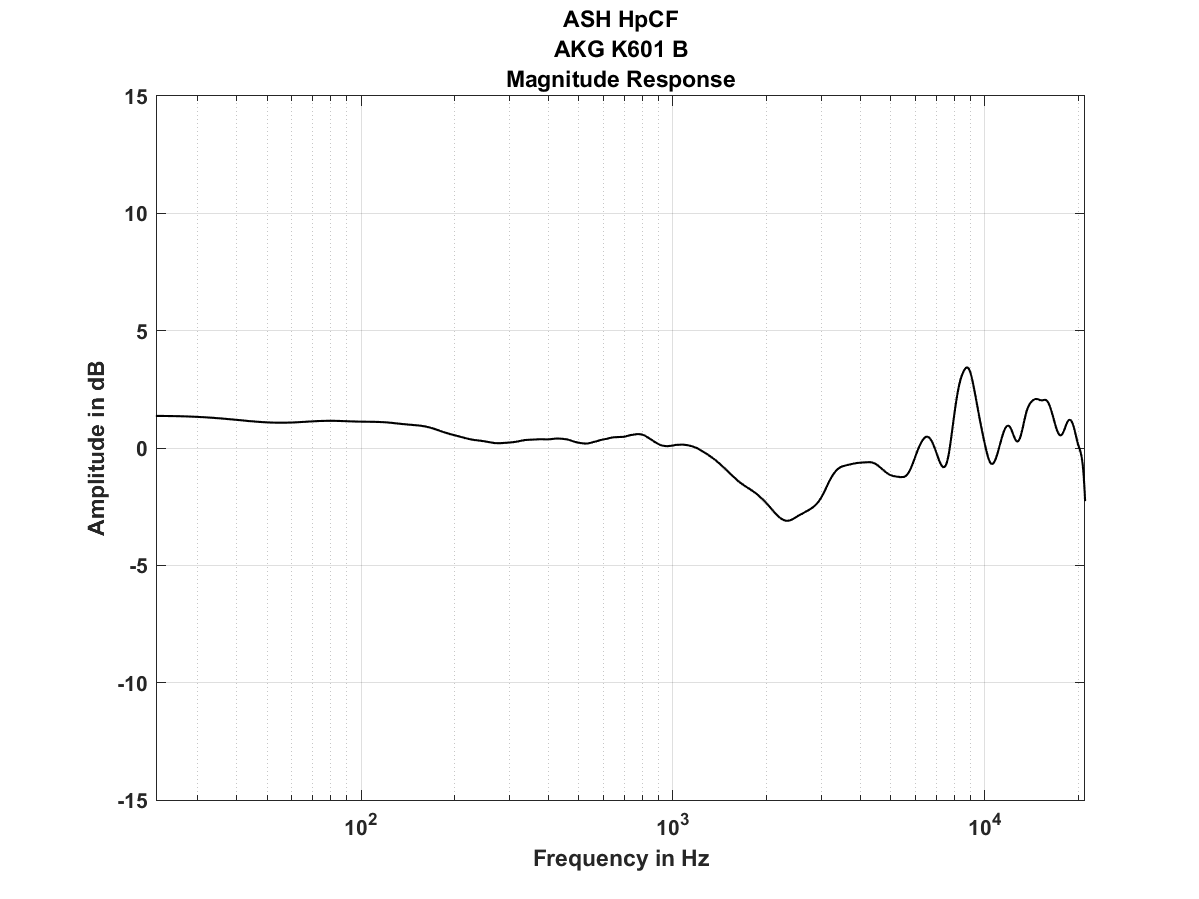 ASH HpCF
AKG K601 B
Magnitude Response
15
10
5
0
-5
-10
-15
Amplitude in dB
10²
10³
10⁴
Frequency in Hz